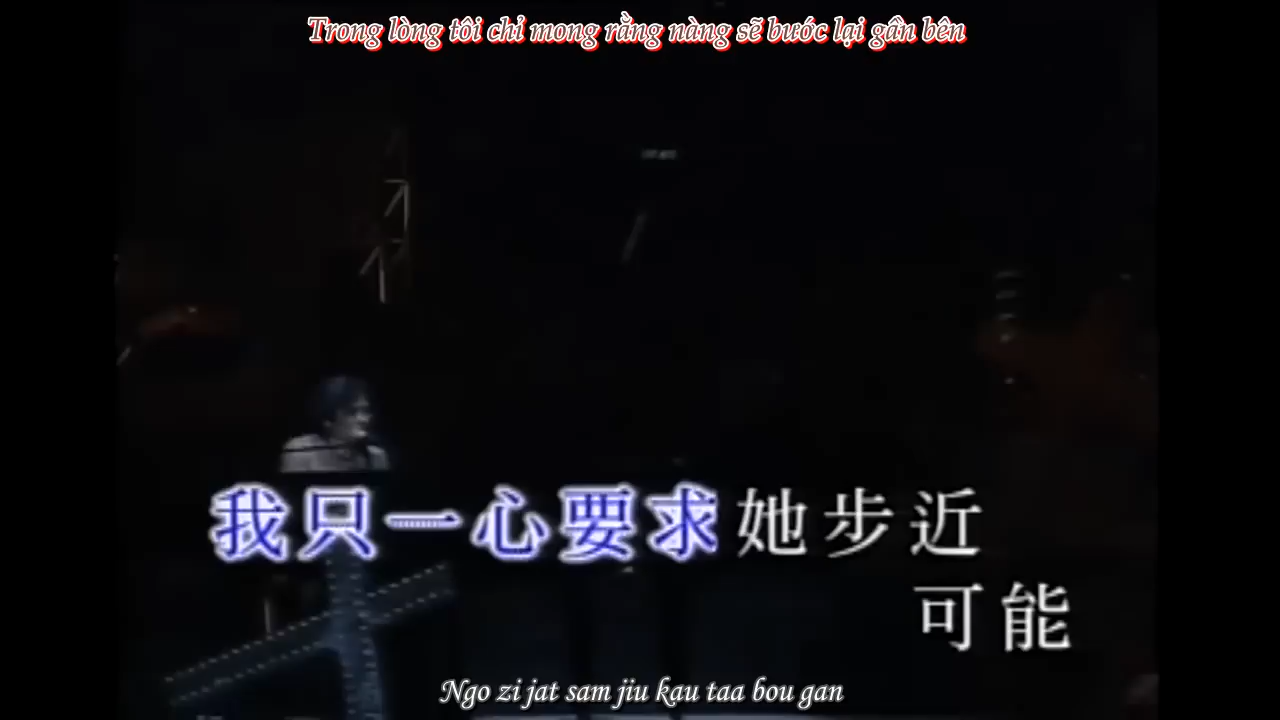 Trong lòng tôi chỉ mong rằng nàng sẽ bước lại gần bên
我只一心要求她步近
可能
Ngo zi jat sam jiu kau taa bou gan